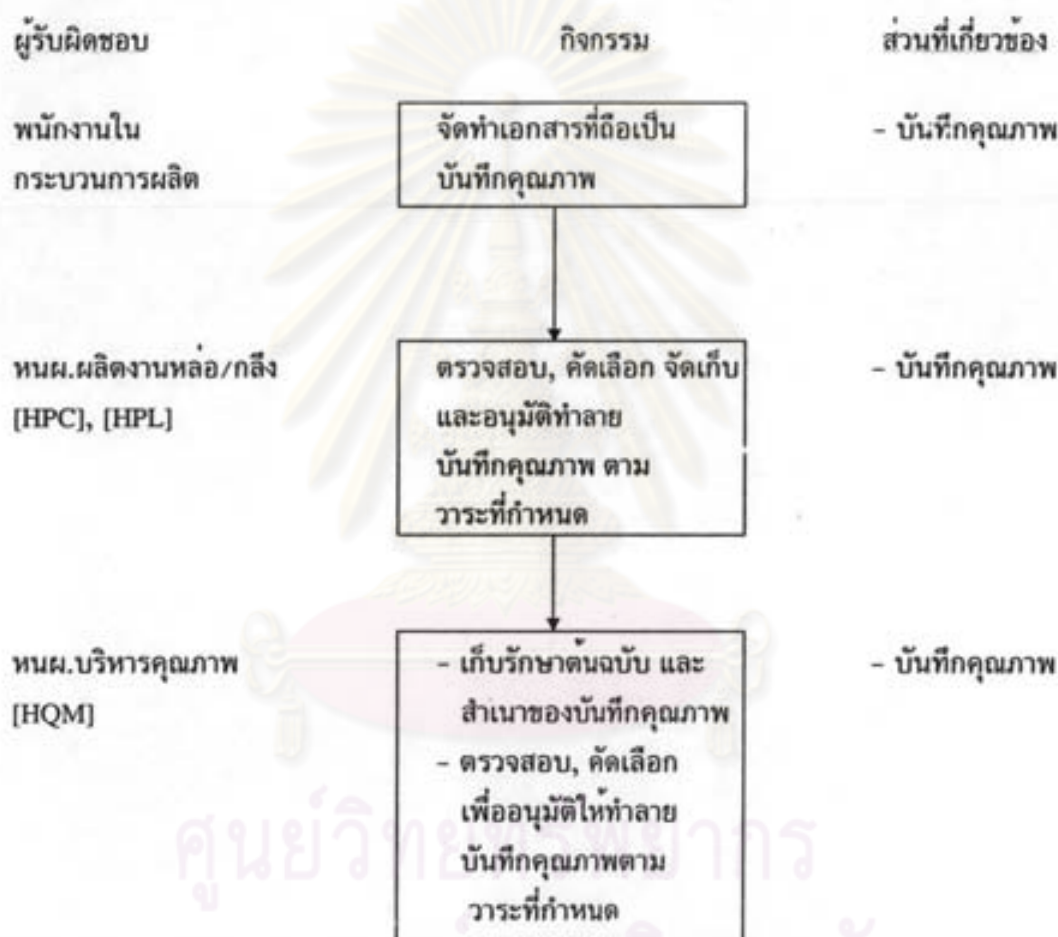 ผู้รับผิดชอบ กิจกรรม ส่วนที่เกี่ยวข้อง
พนักงานใน จัดทำเอกสารที่ถือเป็น - บันทึกคุณภาพ
กระบวนการผลิต บันทึกคุณภาพ
หนผ.ผลิตงานหล่อ/กลึง ตรวจสอบ, คัดเลือก จัดเก็บ - บันทึกคุณภาพ
[HPC], [HPL] และอนุมัติทำลาย
บันทึกคุณภาพ ตาม
วาระที่กำหนด
หนผ.บริหารคุณภาพ - เก็บรักษาต้นฉบับ และ - บันทึกคุณภาพ
[HQM] สำเนาของบันทึกคุณภาพ
- ตรวจสอบ, คัดเลือก
เพื่ออนุมัติให้ทำลาย
ศูนย์วิทยทรัพยากร
บันทึกคุณภาพตาม
วาระที่กำหนด